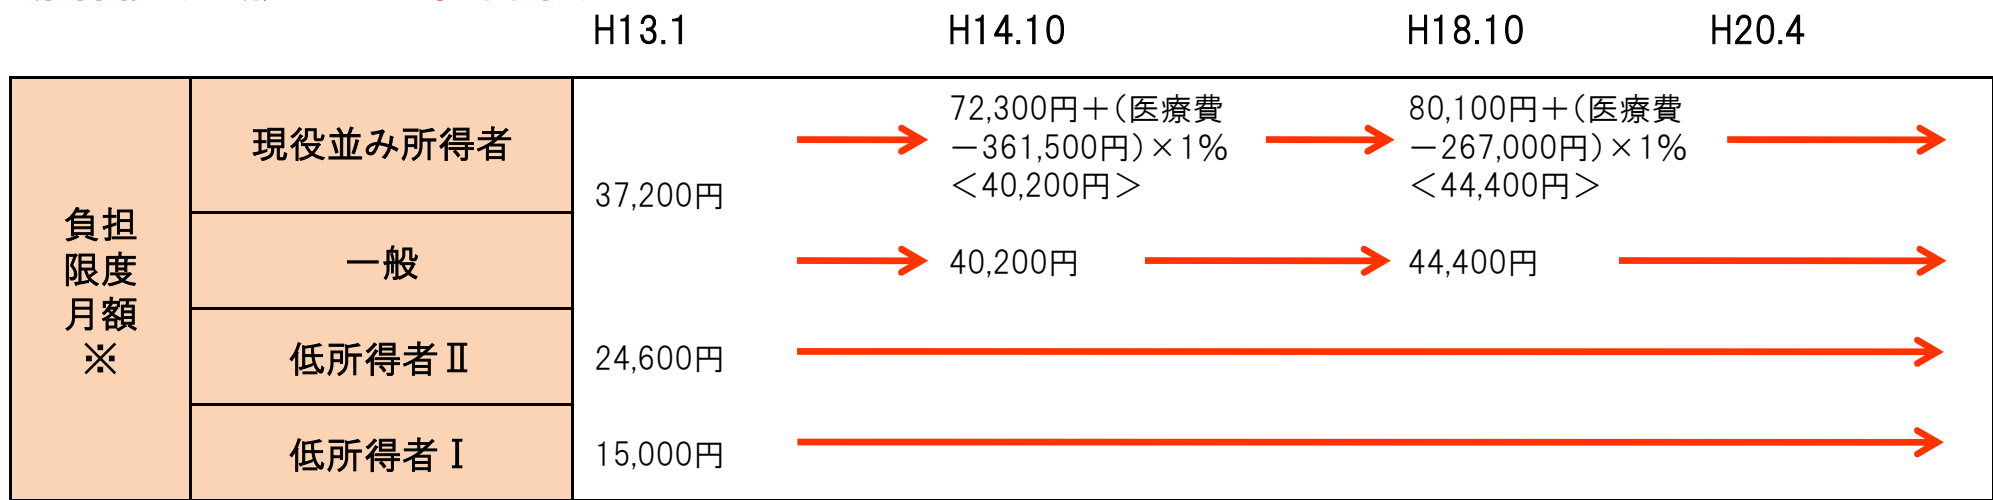 H13.1 H14.10 H18.10 H20.4
負担
限度
月額
※
現役並み所得者
37,200円
72,300円＋(医療費
－361,500円)×1%
＜40,200円＞
80,100円＋(医療費
－267,000円)×1%
＜44,400円＞
一般
40,200円
44,400円
低所得者Ⅱ
24,600円
低所得者Ⅰ
15,000円